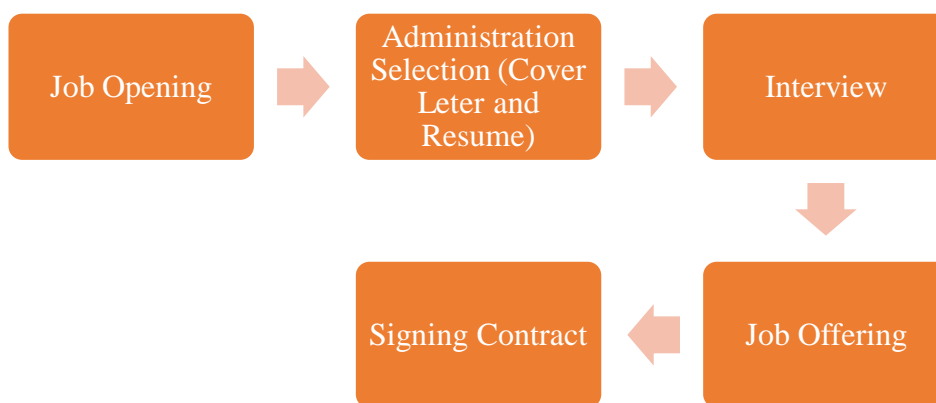 Job Opening
Administration
Selection (Cover
Leter and
Resume)
Interview
Job Offering
Signing Contract